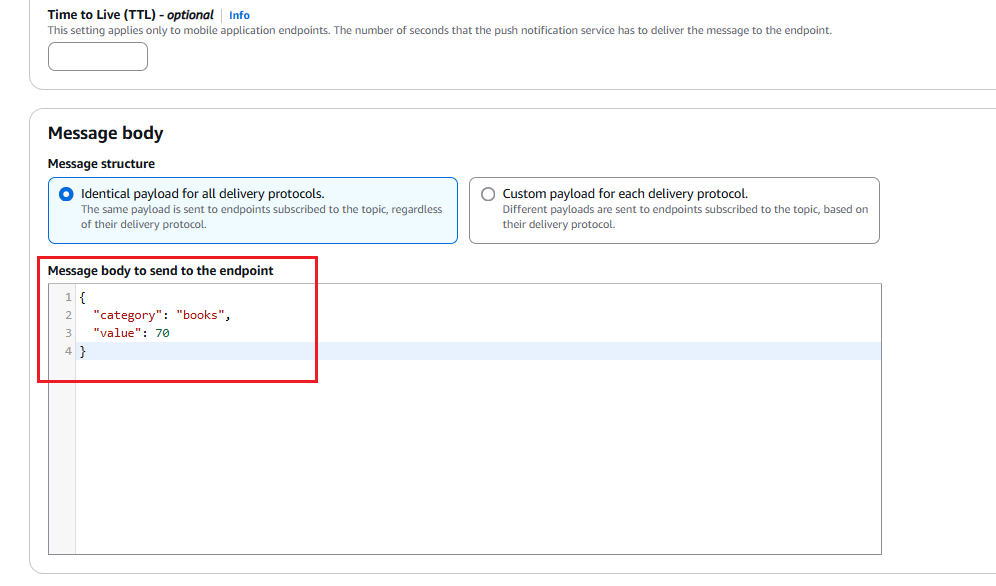 Time to Live (TTL) - optional Info
This setting applies only to mobile application endpoints. The number of seconds that the push notification service has to deliver the message to the endpoint.
Message body
Message structure
Identical payload for all delivery protocols.
The same payload is sent to endpoints subscribed to the topic, regardless
of their delivery protocol.
Custom payload for each delivery protocol.
Different payloads are sent to endpoints subscribed to the topic, based on
their delivery protocol.
Message body to send to the endpoint
1 {
2 "category": "books",
3 "value": 70
4 }